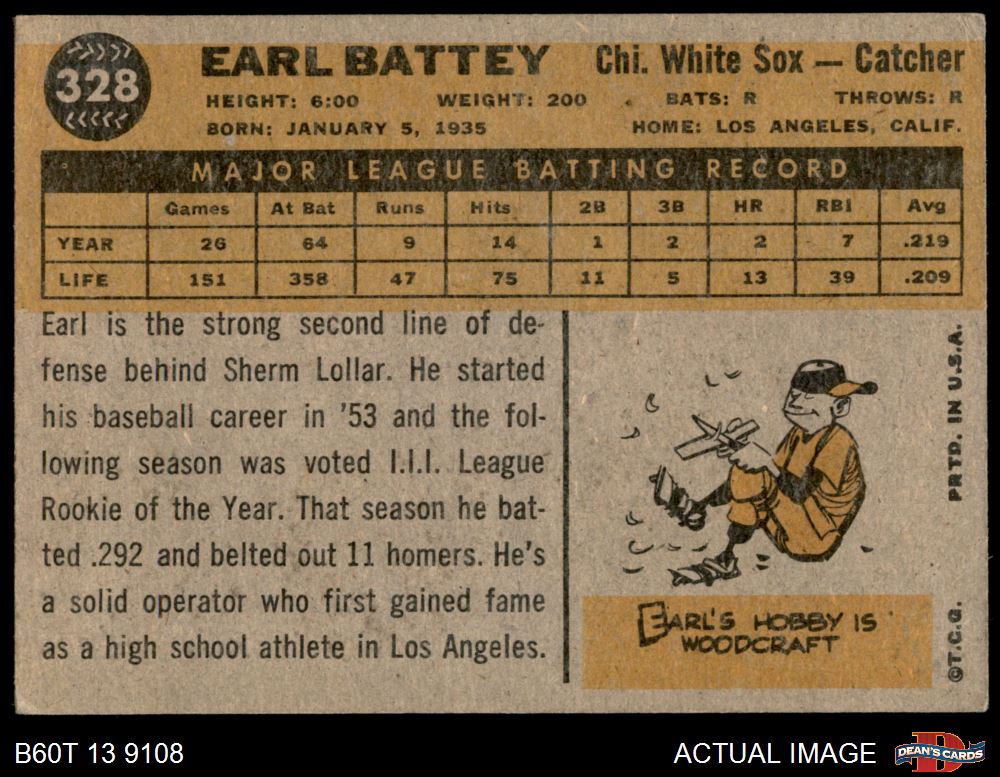 328
EARL BATTEY Chi. White Sox — Catcher
HEIGHT: 6:00 WEIGHT: 200 BATS: R THROWS: R
BORN: JANUARY 5, 1935 HOME: LOS ANGELES, CALIF.
MAJOR LEAGUE BATTING RECORD
Games At Bat Runs Hits 2B 3B HR RBI Avg
YEAR 26 64 9 14 1 2 2 7 .219
LIFE 151 358 47 75 11 5 13 39 .209
Earl is the strong second line of de-
fense behind Sherm Lollar. He started
his baseball career in '53 and the fol-
lowing season was voted I.I.I. League
Rookie of the Year. That season he bat-
ted .292 and belted out 11 homers. He's
a solid operator who first gained fame
as a high school athlete in Los Angeles.
EARL'S HOBBY IS
WOODCRAFT
©T.C.G. PRTD. IN U.S.A.
B60T 13 9108 ACTUAL IMAGE
DEAN'S CARDS